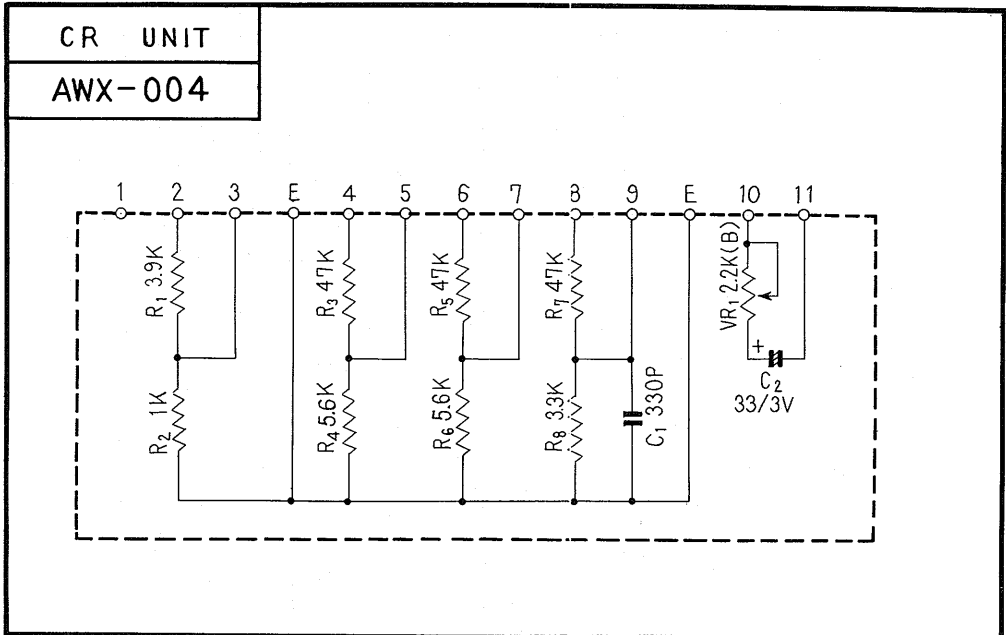 CR UNIT
AWX-004
1 2 3 E 4 5 6 7 8 9 E 10 11
R1 3.9K
R2 1K
R3 47K
R4 5.6K
R5 47K
R6 5.6K
R7 47K
R8 3.3K
C1 330P
VR1 2.2K(B)
+
C2
33/3V